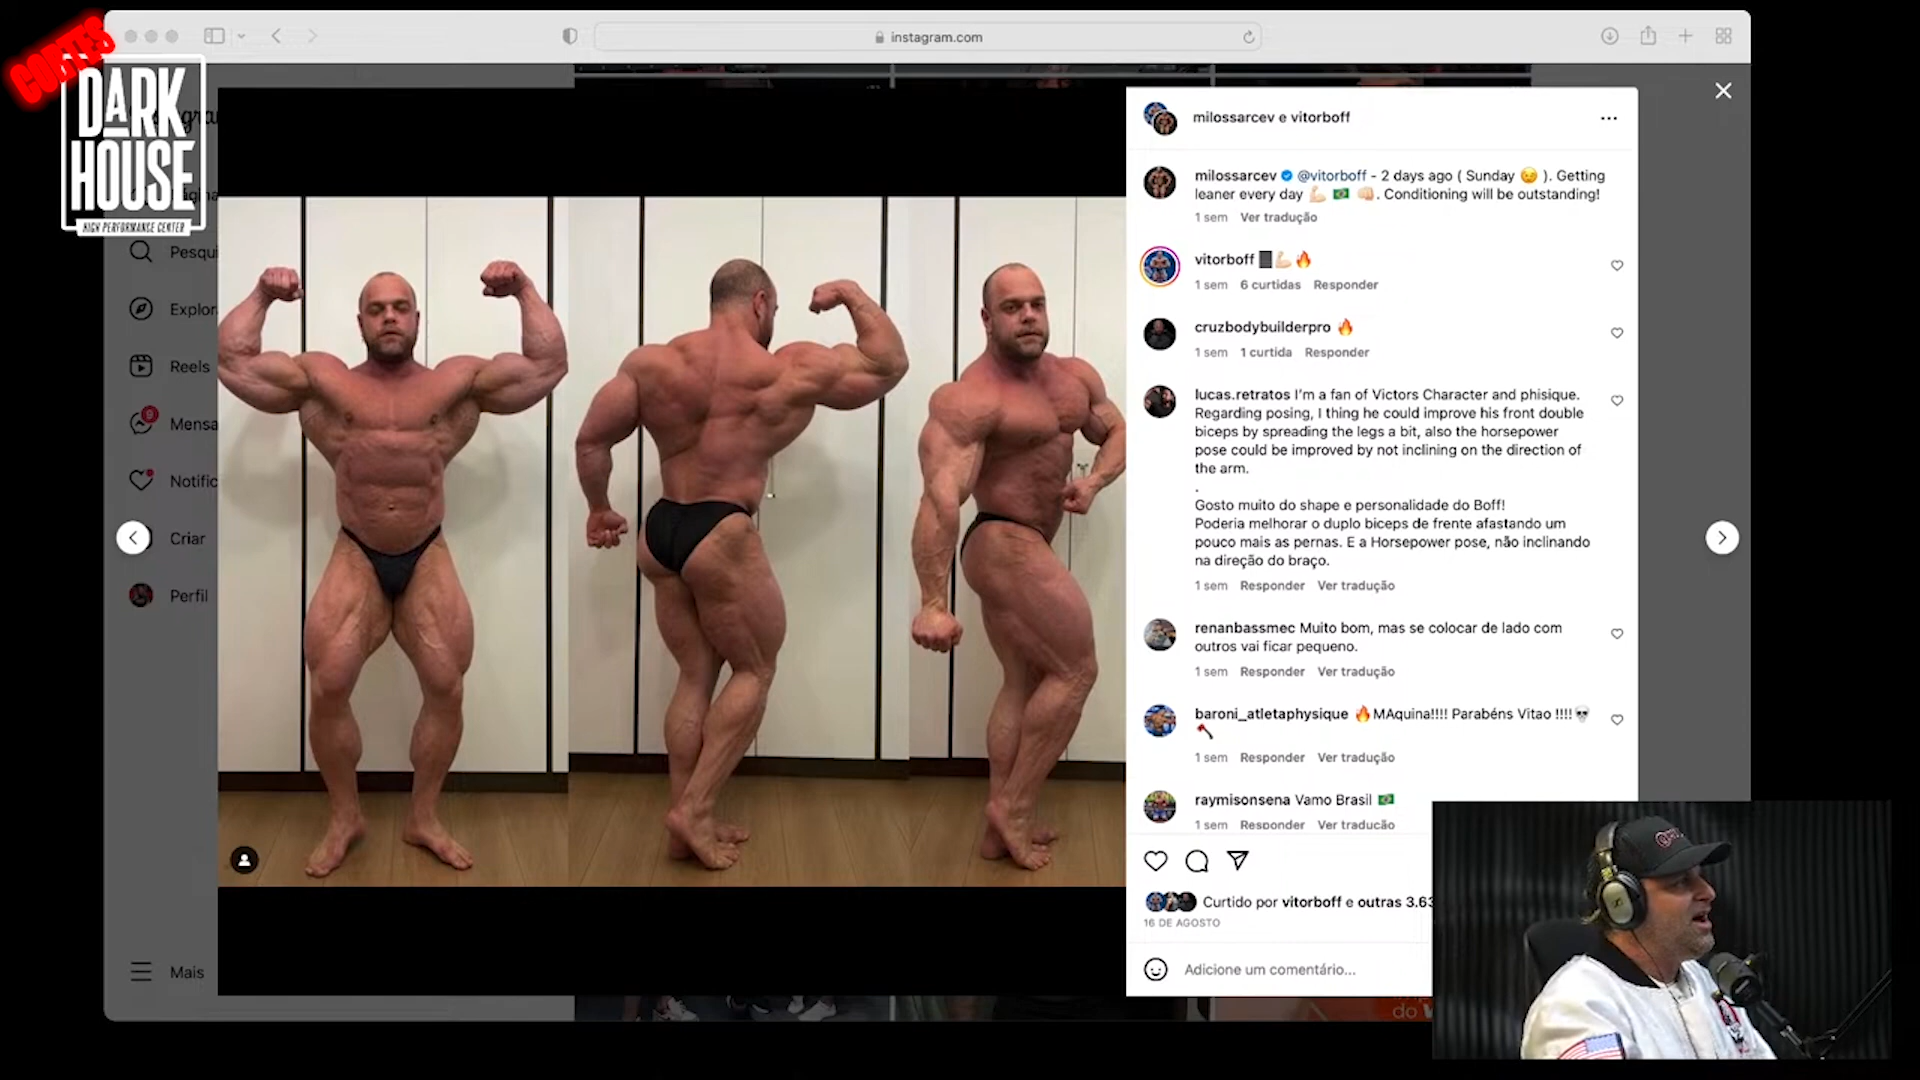 CORTES
DARK
HOUSE
HIGH PERFORMANCE CENTER
instagram.com
Pesqui
Explor
Reels
Mensa
9
Notific
Criar
Perfil
Mais
milossarcev e vitorboff
milossarcev @vitorboff - 2 days ago ( Sunday 😉 ). Getting
leaner every day 💪🏻 🇧🇷 👊🏻. Conditioning will be outstanding!
1 sem Ver tradução
vitorboff 💪🏻🔥
1 sem 6 curtidas Responder
cruzbodybuilderpro 🔥
1 sem 1 curtida Responder
lucas.retratos I'm a fan of Victors Character and phisique.
Regarding posing, I thing he could improve his front double
biceps by spreading the legs a bit, also the horsepower
pose could be improved by not inclining on the direction of
the arm.
.
Gosto muito do shape e personalidade do Boff!
Poderia melhorar o duplo biceps de frente afastando um
pouco mais as pernas. E a Horsepower pose, não inclinando
na direção do braço.
1 sem Responder Ver tradução
renanbassmec Muito bom, mas se colocar de lado com
outros vai ficar pequeno.
1 sem Responder Ver tradução
baroni_atletaphysique 🔥MAquina!!!! Parabéns Vitao !!!!💀
🪓
1 sem Responder Ver tradução
raymisonsena Vamo Brasil 🇧🇷
1 sem Responder Ver tradução
Curtido por vitorboff e outras 3.63
16 DE AGOSTO
Adicione um comentário...
do